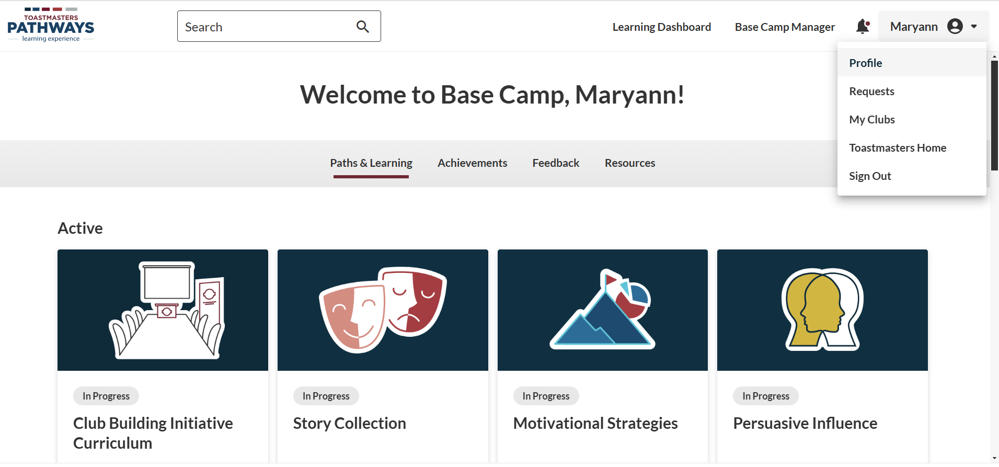 TOASTMASTERS
PATHWAYS
learning experience
Search
Learning Dashboard
Base Camp Manager
Maryann
Profile
Requests
My Clubs
Toastmasters Home
Sign Out
Welcome to Base Camp, Maryann!
Paths & Learning
Achievements
Feedback
Resources
Active
In Progress
Club Building Initiative
Curriculum
In Progress
Story Collection
In Progress
Motivational Strategies
In Progress
Persuasive Influence